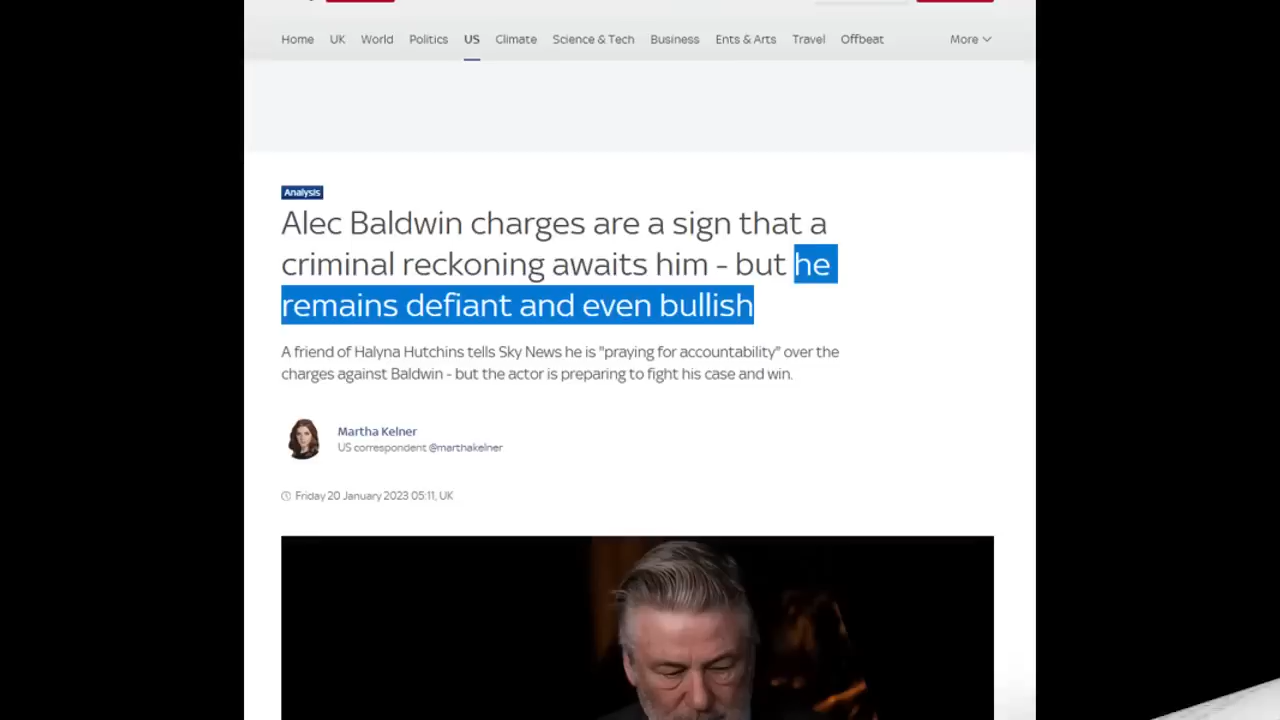 Home UK World Politics US Climate Science & Tech Business Ents & Arts Travel Offbeat More
Analysis
Alec Baldwin charges are a sign that a
criminal reckoning awaits him - but he
remains defiant and even bullish
A friend of Halyna Hutchins tells Sky News he is "praying for accountability" over the
charges against Baldwin - but the actor is preparing to fight his case and win.
Martha Kelner
US correspondent @marthakelner
Friday 20 January 2023 05:11, UK